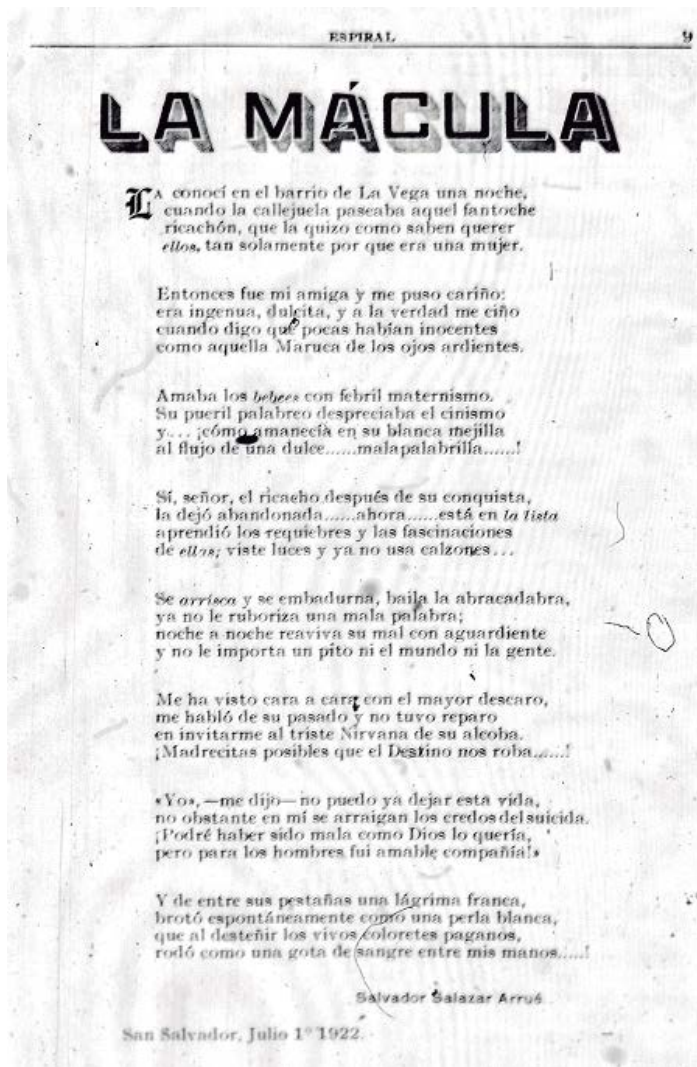 ESPIRAL
9
LA MÁCULA
LA conocí en el barrio de La Vega una noche,
cuando la callejuela paseaba aquel fantoche
ricachón, que la quizo como saben querer
ellos, tan solamente por que era una mujer.
Entonces fue mi amiga y me puso cariño:
era ingenua, dulcita, y a la verdad me ciño
cuando digo que pocas habían inocentes
como aquella Maruca de los ojos ardientes.
Amaba los bebees con febril maternismo.
Su pueril palabreo despreciaba el cinismo
y... ¡cómo amanecía en su blanca mejilla
al flujo de una dulce......malapalabrilla......!
Sí, señor, el ricacho después de su conquista,
la dejó abandonada......ahora......está en la lista
aprendió los requiebres y las fascinaciones
de ellas; viste luces y ya no usa calzones...
Se arrisca y se embadurna, baila la abracadabra,
ya no le ruboriza una mala palabra;
noche a noche reaviva su mal con aguardiente
y no le importa un pito ni el mundo ni la gente.
Me ha visto cara a cara con el mayor descaro,
me habló de su pasado y no tuvo reparo
en invitarme al triste Nirvana de su alcoba.
¡Madrecitas posibles que el Destino nos roba......!
«Yo», —me dijo— no puedo ya dejar esta vida,
no obstante en mí se arraigan los credos del suicida.
¡Podré haber sido mala como Dios lo quería,
pero para los hombres fui amable compañía!»
Y de entre sus pestañas una lágrima franca,
brotó espontáneamente como una perla blanca,
que al desteñir los vivos coloretes paganos,
rodó como una gota de sangre entre mis manos.....!
Salvador Salazar Arrué
San Salvador, Julio 1° 1922.